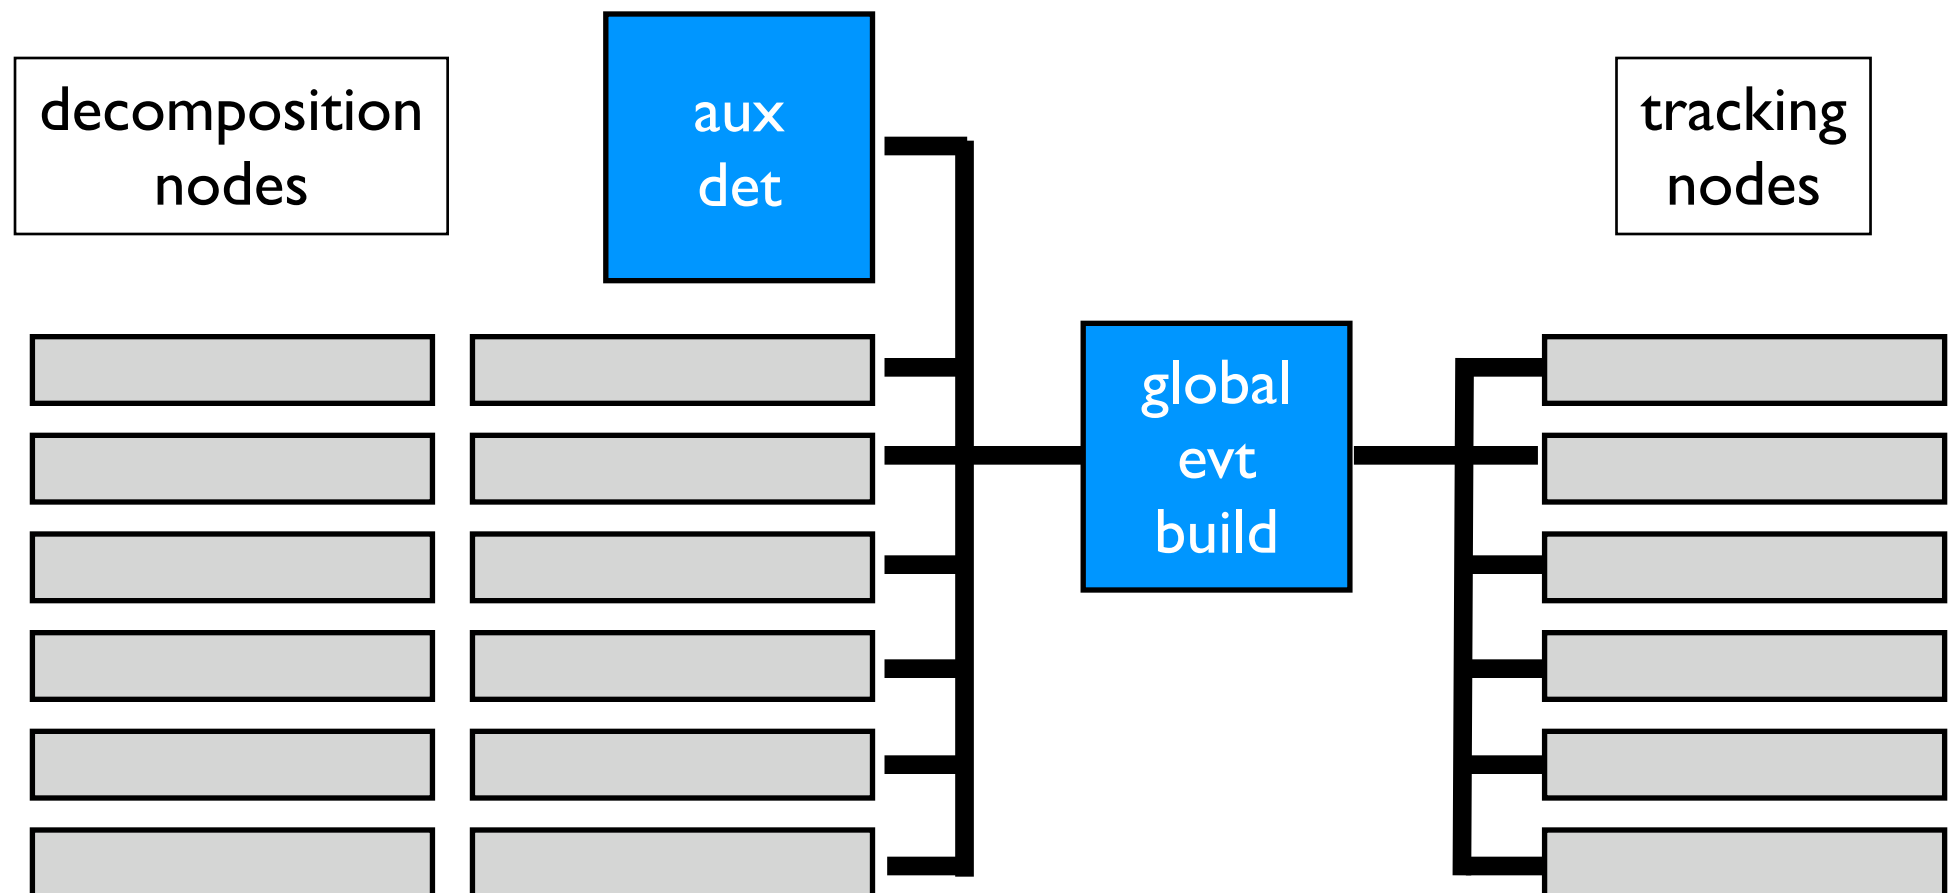 decomposition
nodes
aux
det
tracking
nodes
global
evt
build